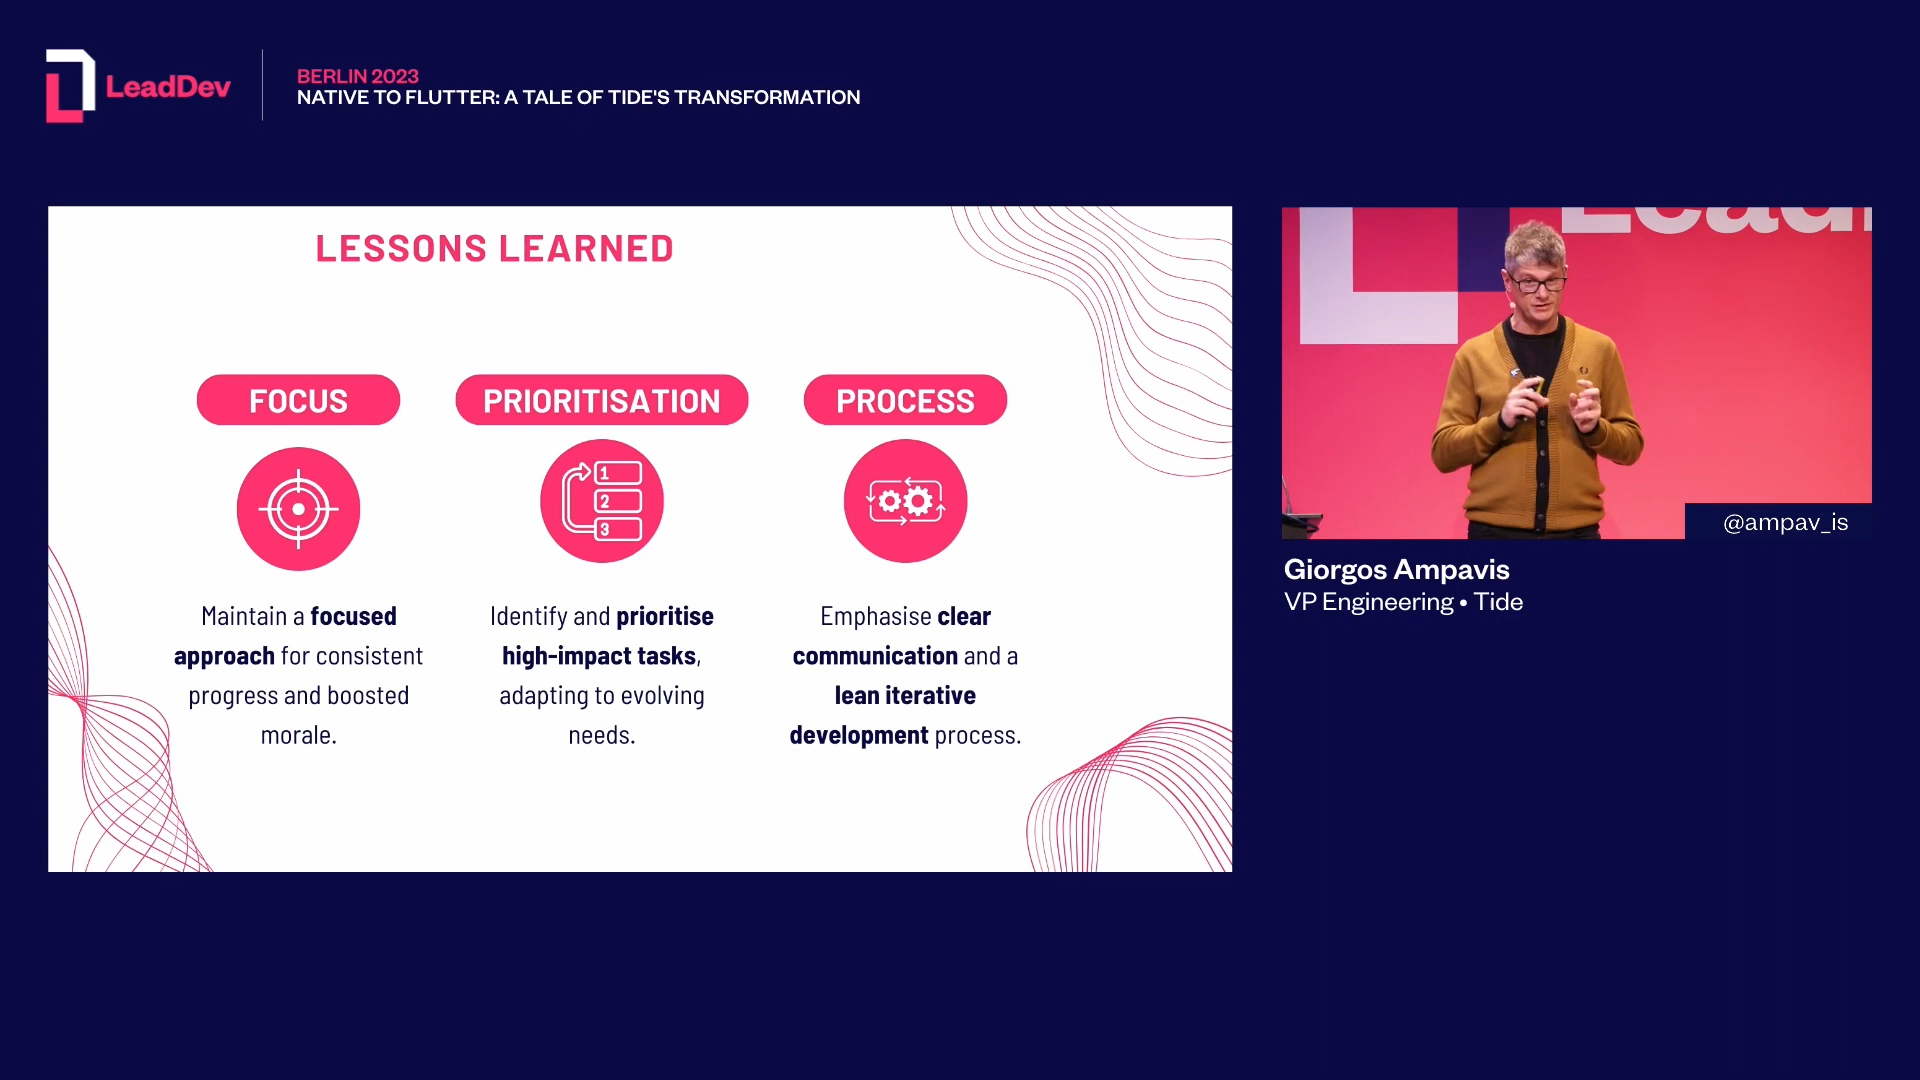 LeadDev
BERLIN 2023
NATIVE TO FLUTTER: A TALE OF TIDE'S TRANSFORMATION
LESSONS LEARNED
FOCUS
Maintain a focused
approach for consistent
progress and boosted
morale.
PRIORITISATION
1
2
3
Identify and prioritise
high-impact tasks,
adapting to evolving
needs.
PROCESS
Emphasise clear
communication and a
lean iterative
development process.
@ampav_is
Giorgos Ampavis
VP Engineering • Tide